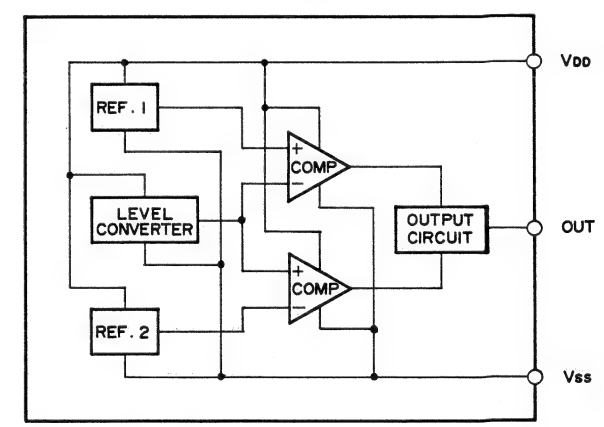 VDD
REF. 1
+
COMP
−
LEVEL
CONVERTER
OUTPUT
CIRCUIT
OUT
+
COMP
−
REF. 2
VSS